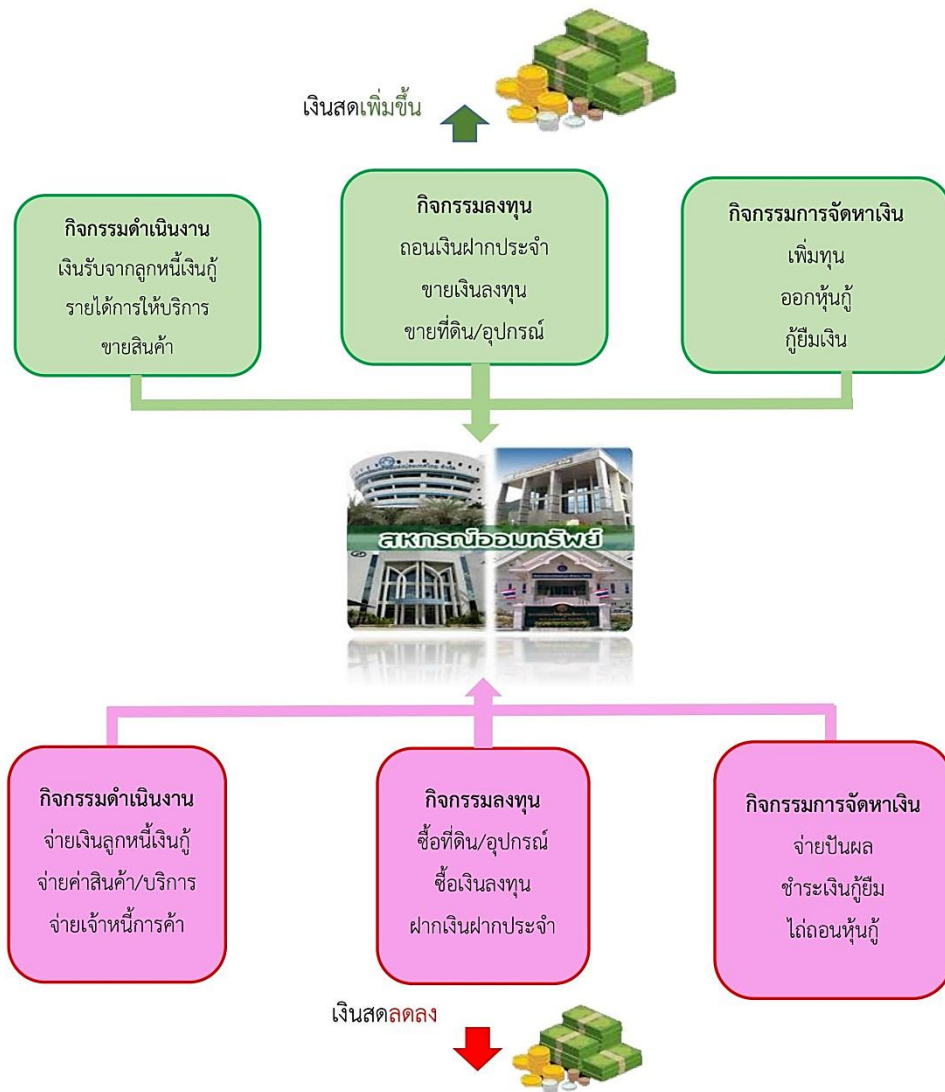 เงินสดเพิ่มขึ้น
กิจกรรมดำเนินงาน
เงินรับจากลูกหนี้เงินกู้
รายได้การให้บริการ
ขายสินค้า
กิจกรรมลงทุน
ถอนเงินฝากประจำ
ขายเงินลงทุน
ขายที่ดิน/อุปกรณ์
กิจกรรมการจัดหาเงิน
เพิ่มทุน
ออกหุ้นกู้
กู้ยืมเงิน
สหกรณ์ออมทรัพย์
กิจกรรมดำเนินงาน
จ่ายเงินลูกหนี้เงินกู้
จ่ายค่าสินค้า/บริการ
จ่ายเจ้าหนี้การค้า
กิจกรรมลงทุน
ซื้อที่ดิน/อุปกรณ์
ซื้อเงินลงทุน
ฝากเงินฝากประจำ
กิจกรรมการจัดหาเงิน
จ่ายปันผล
ชำระเงินกู้ยืม
ไถ่ถอนหุ้นกู้
เงินสดลดลง